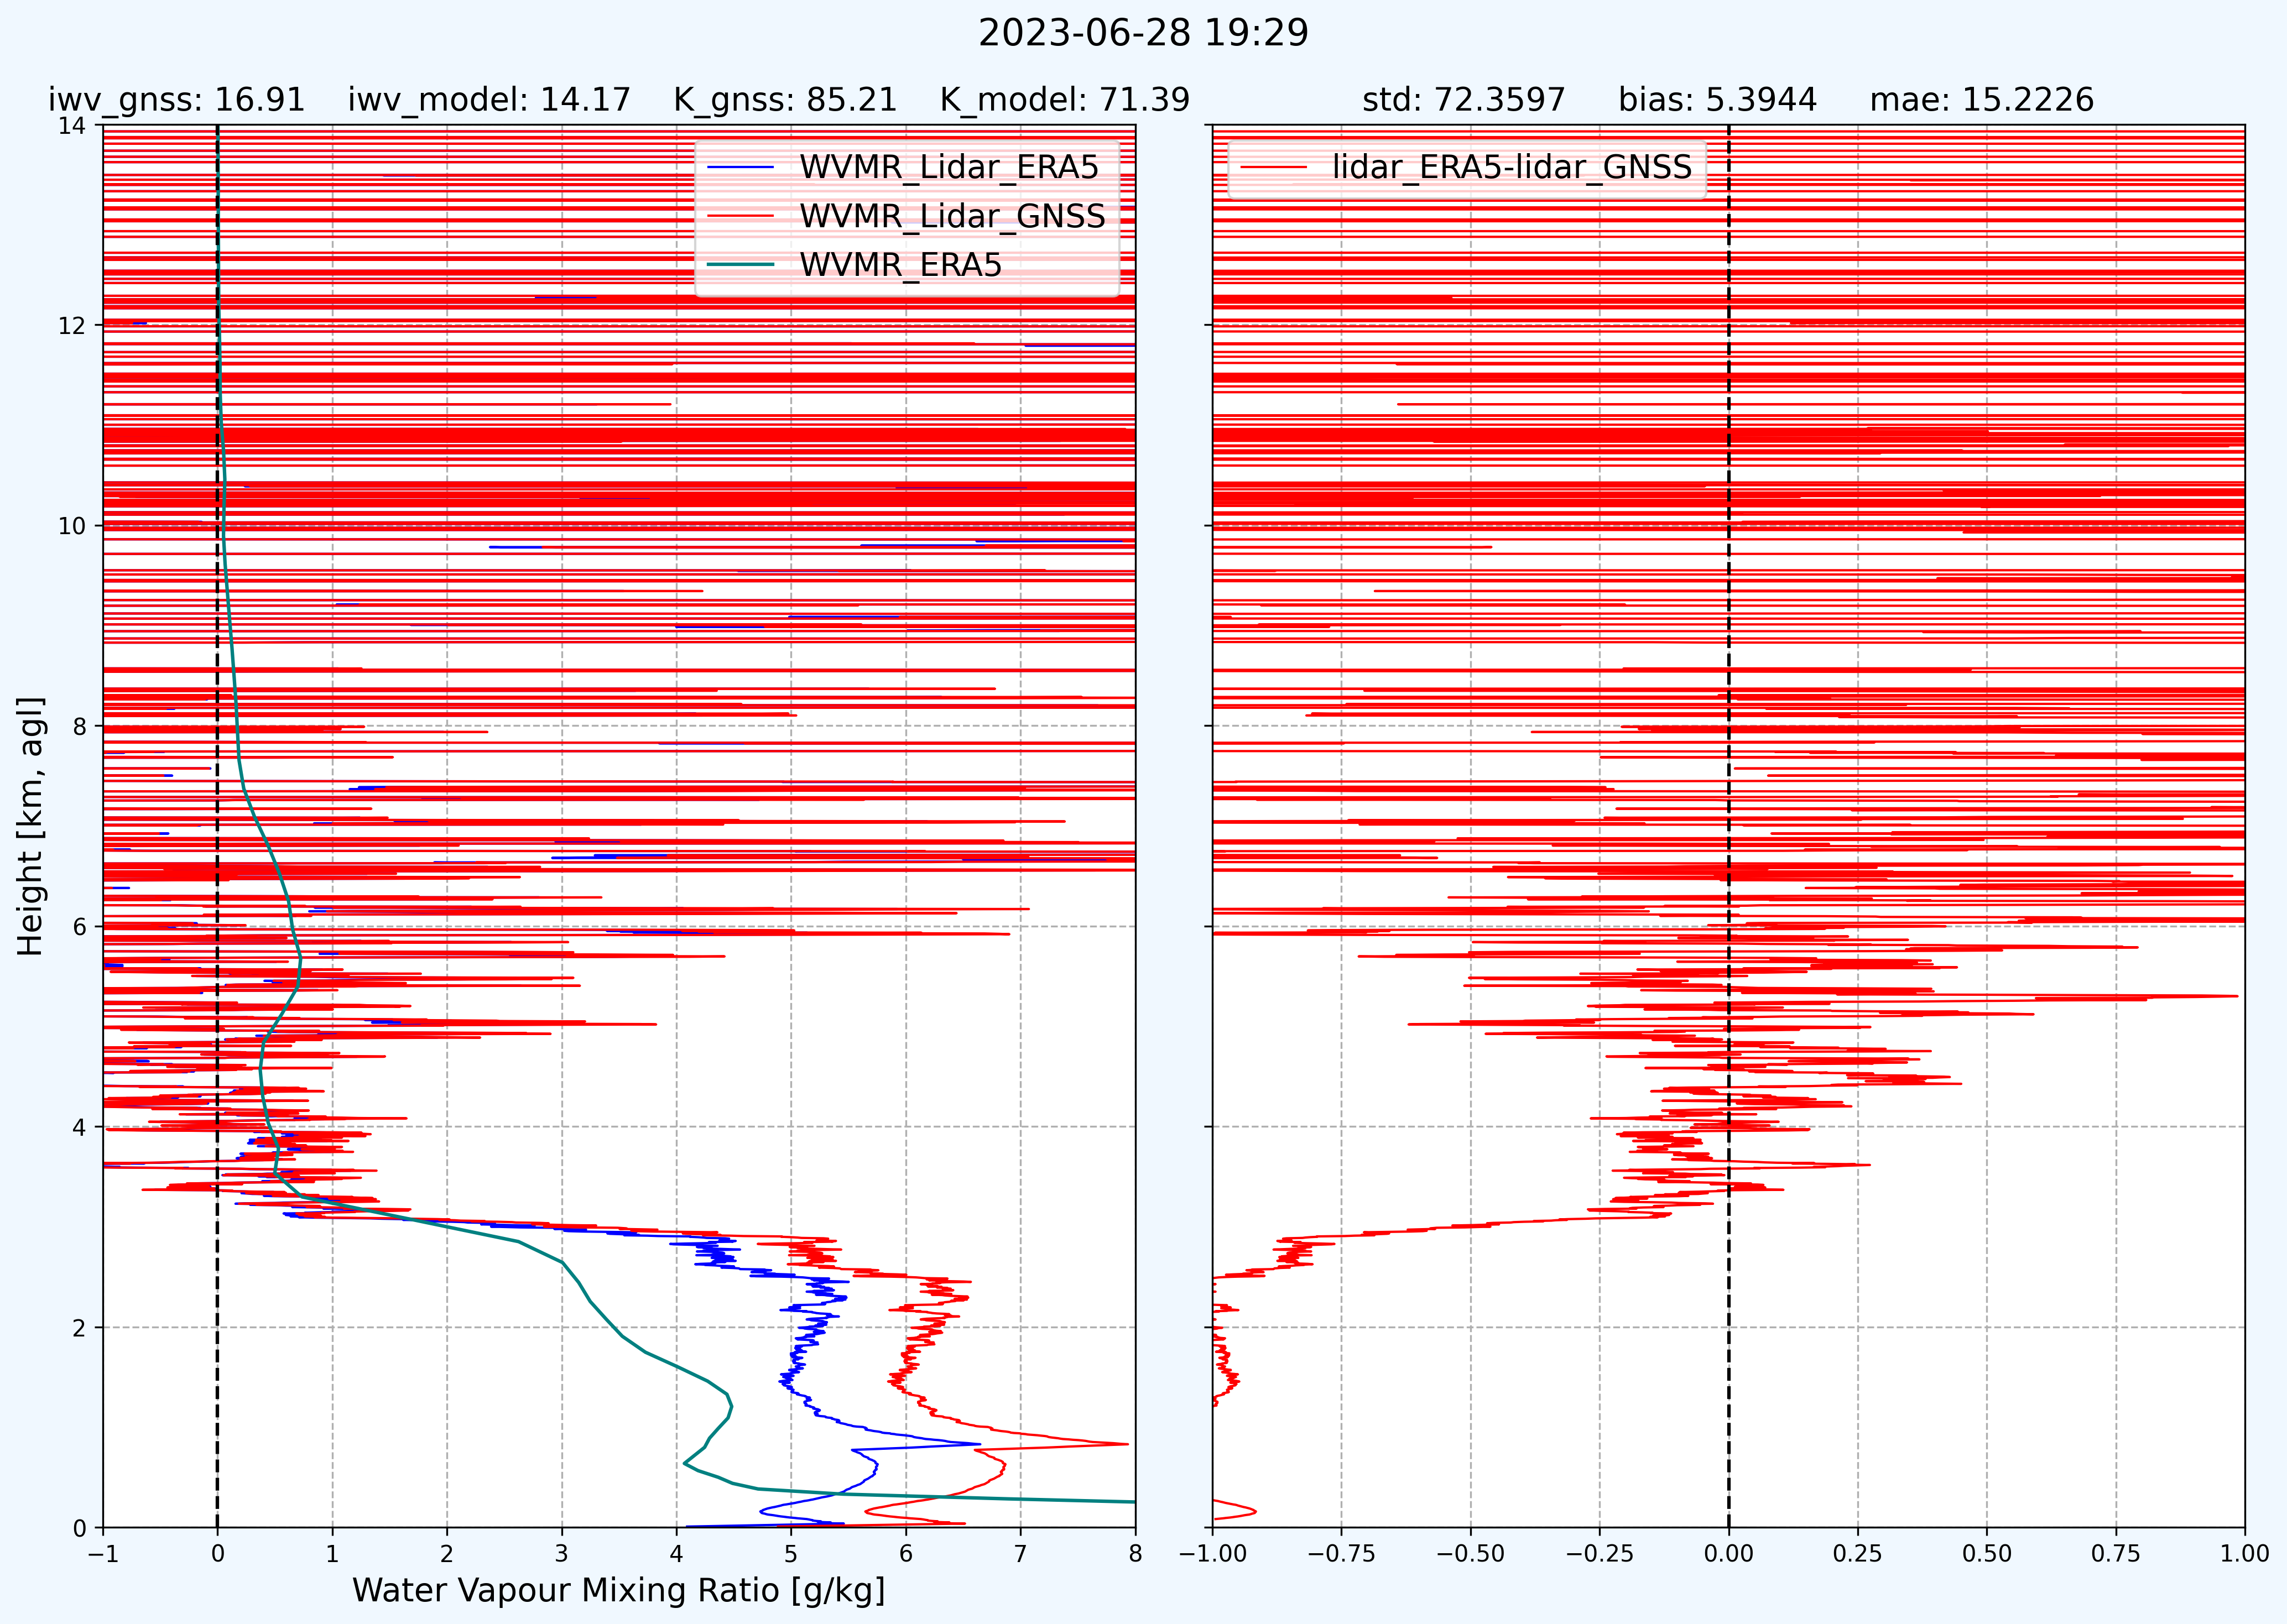 2023-06-28 19:29
iwv_gnss: 16.91 iwv_model: 14.17 K_gnss: 85.21 K_model: 71.39
std: 72.3597 bias: 5.3944 mae: 15.2226
WVMR_Lidar_ERA5
WVMR_Lidar_GNSS
WVMR_ERA5
lidar_ERA5-lidar_GNSS
Height [km, agl]
14
12
10
8
6
4
2
0
−1 0 1 2 3 4 5 6 7 8
Water Vapour Mixing Ratio [g/kg]
−1.00 −0.75 −0.50 −0.25 0.00 0.25 0.50 0.75 1.00